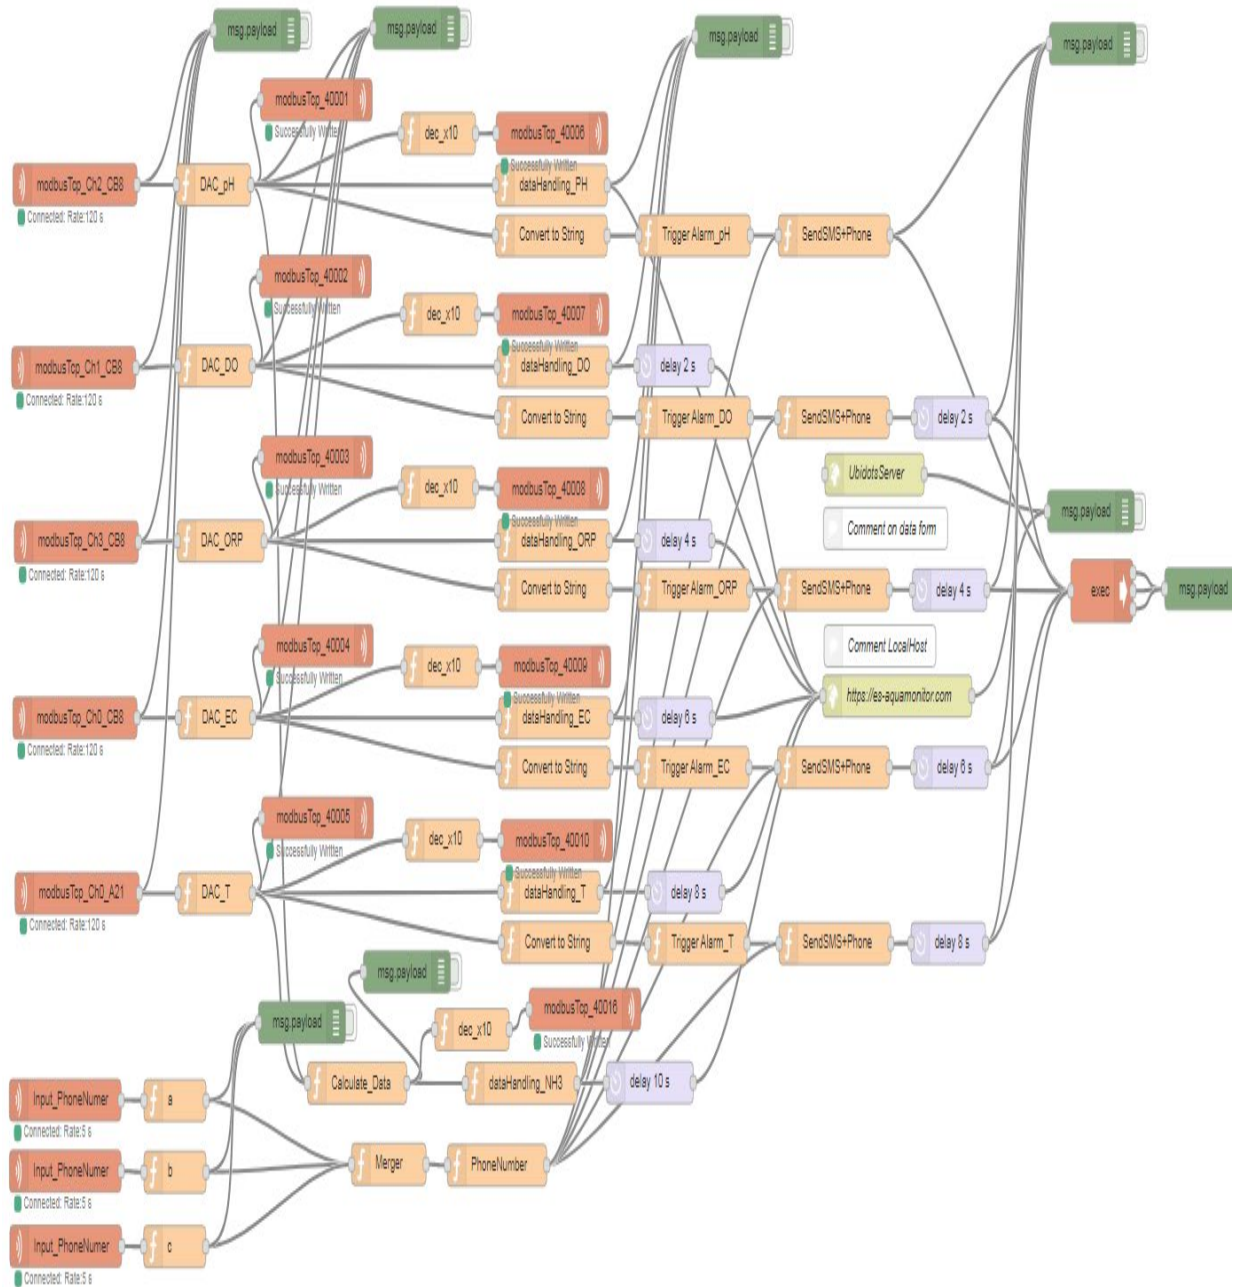 msg.payload
msg.payload
msg.payload
msg.payload
modbusTcp_40001
Successfully Written
dec_x10
modbusTcp_40006
Successfully Written
modbusTcp_Ch2_CB8
Connected: Rate:120 s
DAC_pH
dataHandling_PH
Convert to String
Trigger Alarm_pH
SendSMS+Phone
modbusTcp_40002
Successfully Written
dec_x10
modbusTcp_40007
Successfully Written
modbusTcp_Ch1_CB8
Connected: Rate:120 s
DAC_DO
dataHandling_DO
delay 2 s
Convert to String
Trigger Alarm_DO
SendSMS+Phone
delay 2 s
modbusTcp_40003
Successfully Written
dec_x10
modbusTcp_40008
Successfully Written
UbidotsServer
Comment on data form
msg.payload
modbusTcp_Ch3_CB8
Connected: Rate:120 s
DAC_ORP
dataHandling_ORP
delay 4 s
Convert to String
Trigger Alarm_ORP
SendSMS+Phone
delay 4 s
exec
msg.payload
modbusTcp_40004
Successfully Written
dec_x10
modbusTcp_40009
Successfully Written
Comment LocalHost
https://es-aquamonitor.com
modbusTcp_Ch0_CB8
Connected: Rate:120 s
DAC_EC
dataHandling_EC
delay 6 s
Convert to String
Trigger Alarm_EC
SendSMS+Phone
delay 6 s
modbusTcp_40005
Successfully Written
dec_x10
modbusTcp_40010
Successfully Written
modbusTcp_Ch0_A21
Connected: Rate:120 s
DAC_T
dataHandling_T
delay 8 s
Convert to String
Trigger Alarm_T
SendSMS+Phone
delay 8 s
msg.payload
msg.payload
dec_x10
modbusTcp_40016
Successfully Written
Calculate_Data
dataHandling_NH3
delay 10 s
Input_PhoneNumer
Connected: Rate:5 s
a
Input_PhoneNumer
Connected: Rate:5 s
b
Merger
PhoneNumber
Input_PhoneNumer
Connected: Rate:5 s
c